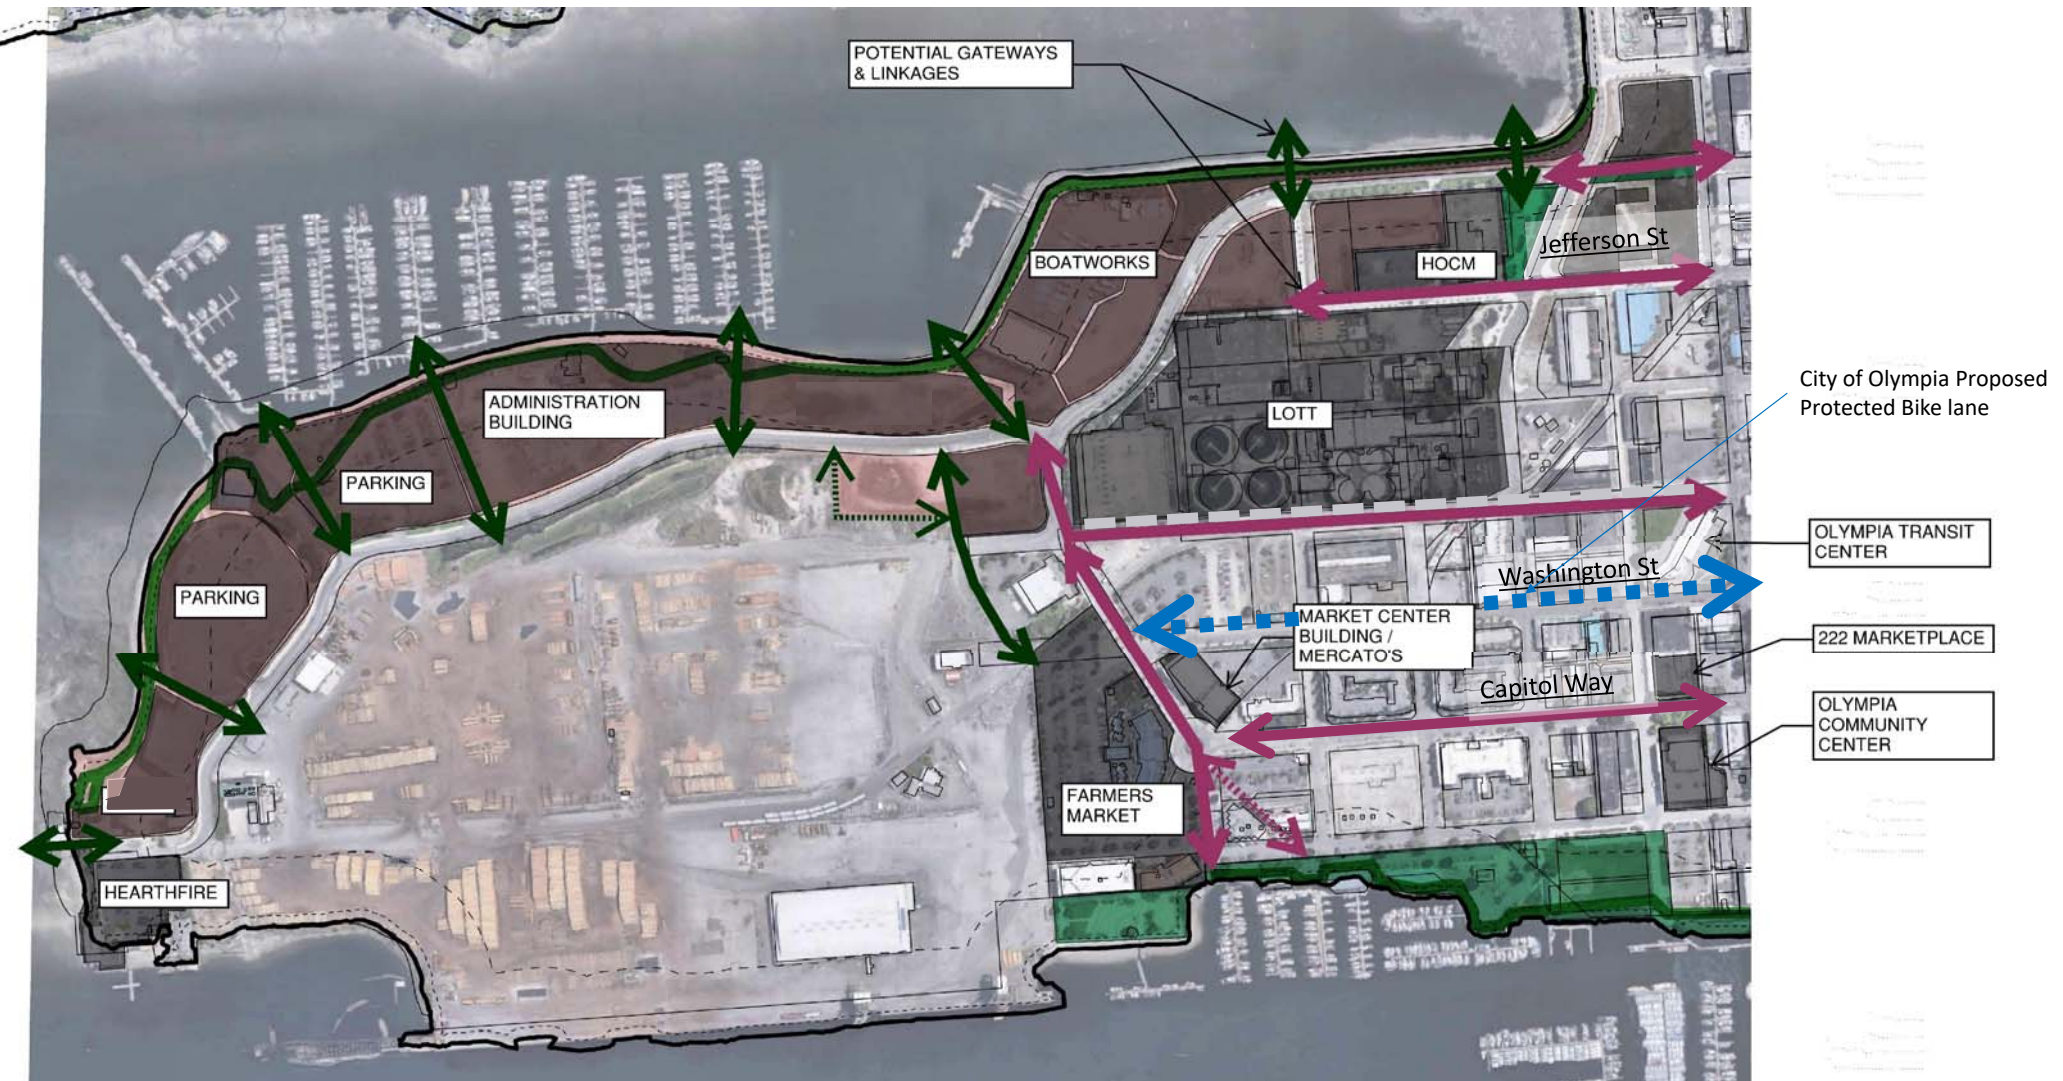 POTENTIAL GATEWAYS
& LINKAGES
BOATWORKS
HOCM
Jefferson St
City of Olympia Proposed
Protected Bike lane
ADMINISTRATION
BUILDING
LOTT
PARKING
OLYMPIA TRANSIT
CENTER
PARKING
Washington St
MARKET CENTER
BUILDING /
MERCATO'S
222 MARKETPLACE
Capitol Way
OLYMPIA
COMMUNITY
CENTER
FARMERS
MARKET
HEARTHFIRE